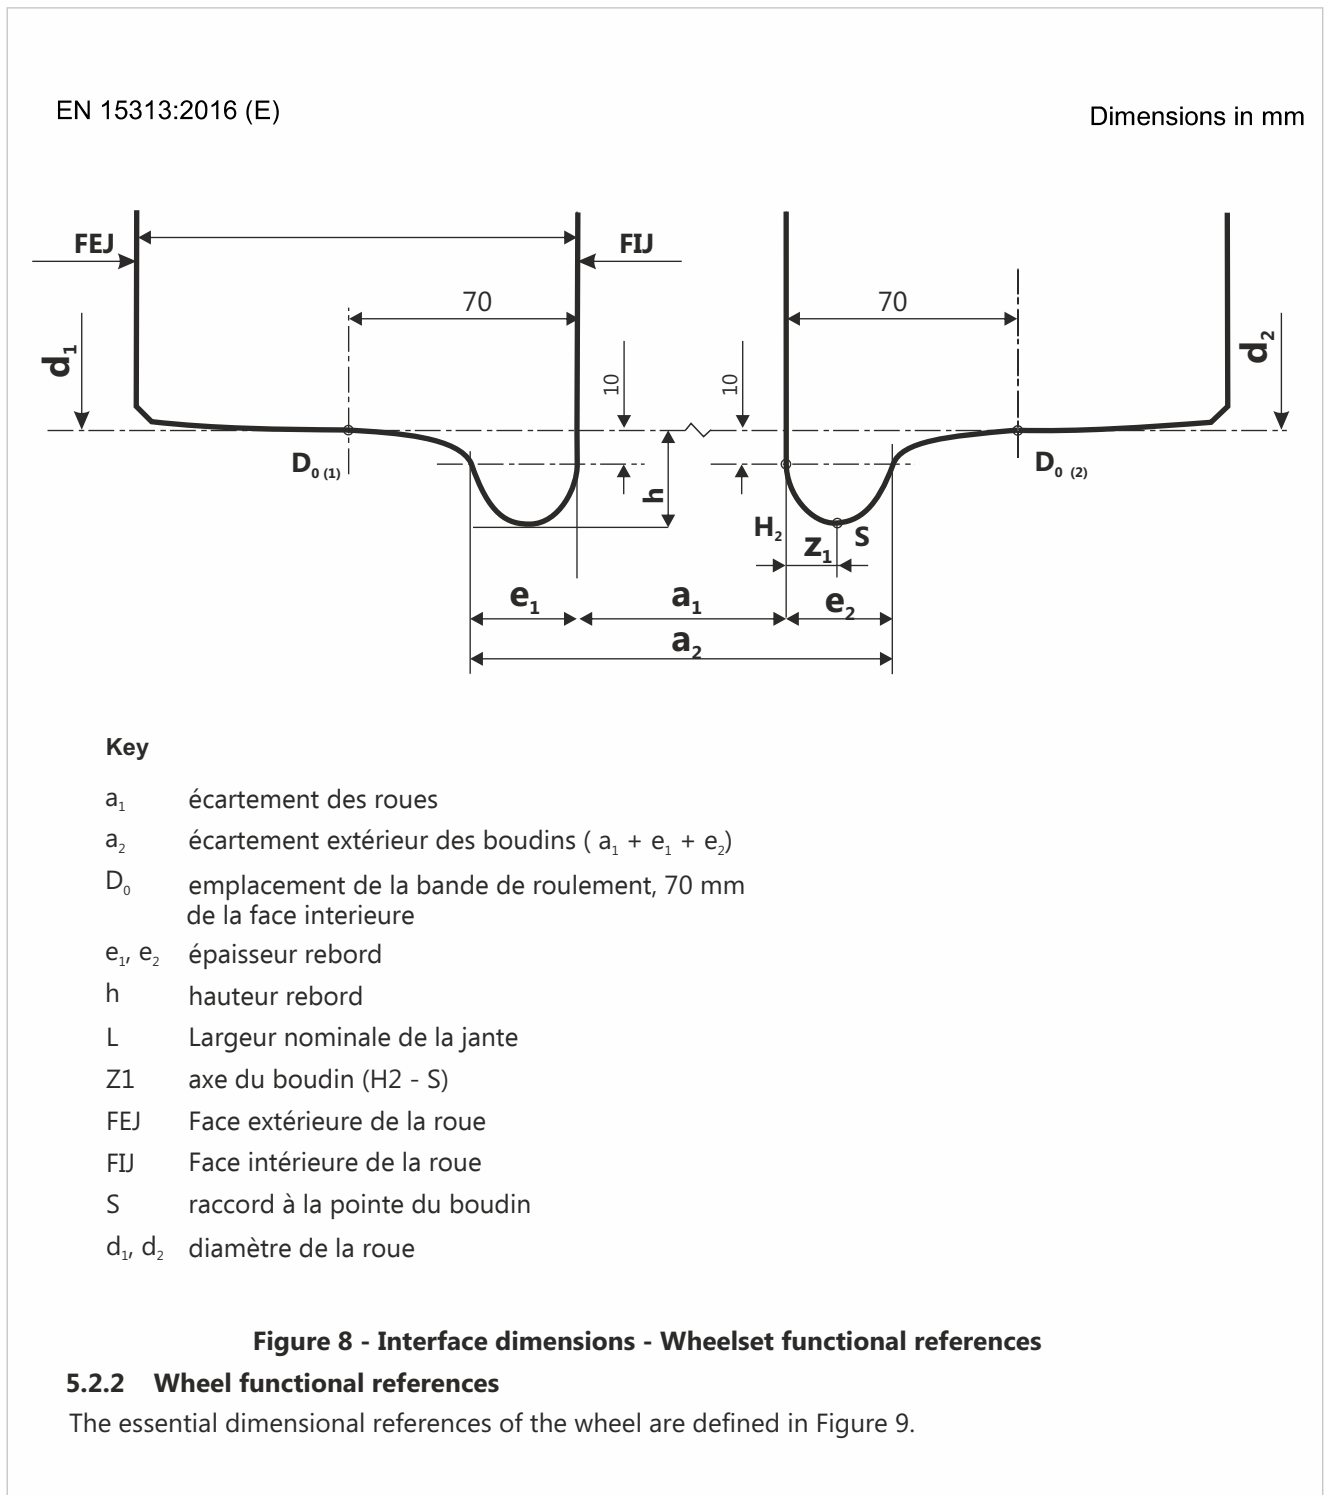 EN 15313:2016 (E)
Dimensions in mm
FEJ
FIJ
70
70
d₁
10
10
d₂
D₀ ₍₁₎
h
D₀ ₍₂₎
H₂
S
z₁
e₁
a₁
e₂
a₂
Key
a₁ écartement des roues
a₂ écartement extérieur des boudins ( a₁ + e₁ + e₂)
D₀ emplacement de la bande de roulement, 70 mm
de la face interieure
e₁, e₂ épaisseur rebord
h hauteur rebord
L Largeur nominale de la jante
Z1 axe du boudin (H2 - S)
FEJ Face extérieure de la roue
FIJ Face intérieure de la roue
S raccord à la pointe du boudin
d₁, d₂ diamètre de la roue
Figure 8 - Interface dimensions - Wheelset functional references
5.2.2 Wheel functional references
The essential dimensional references of the wheel are defined in Figure 9.